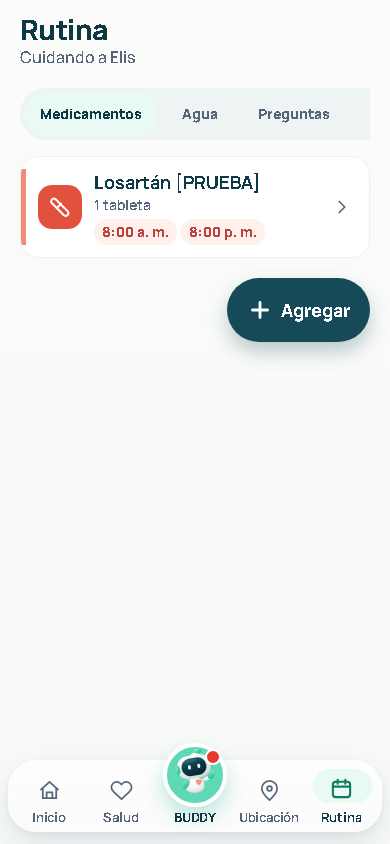 Rutina
Cuidando a Elis
Medicamentos Agua Preguntas
Losartán [PRUEBA]
1 tableta
8:00 a. m. 8:00 p. m.
Agregar
Inicio Salud BUDDY Ubicación Rutina